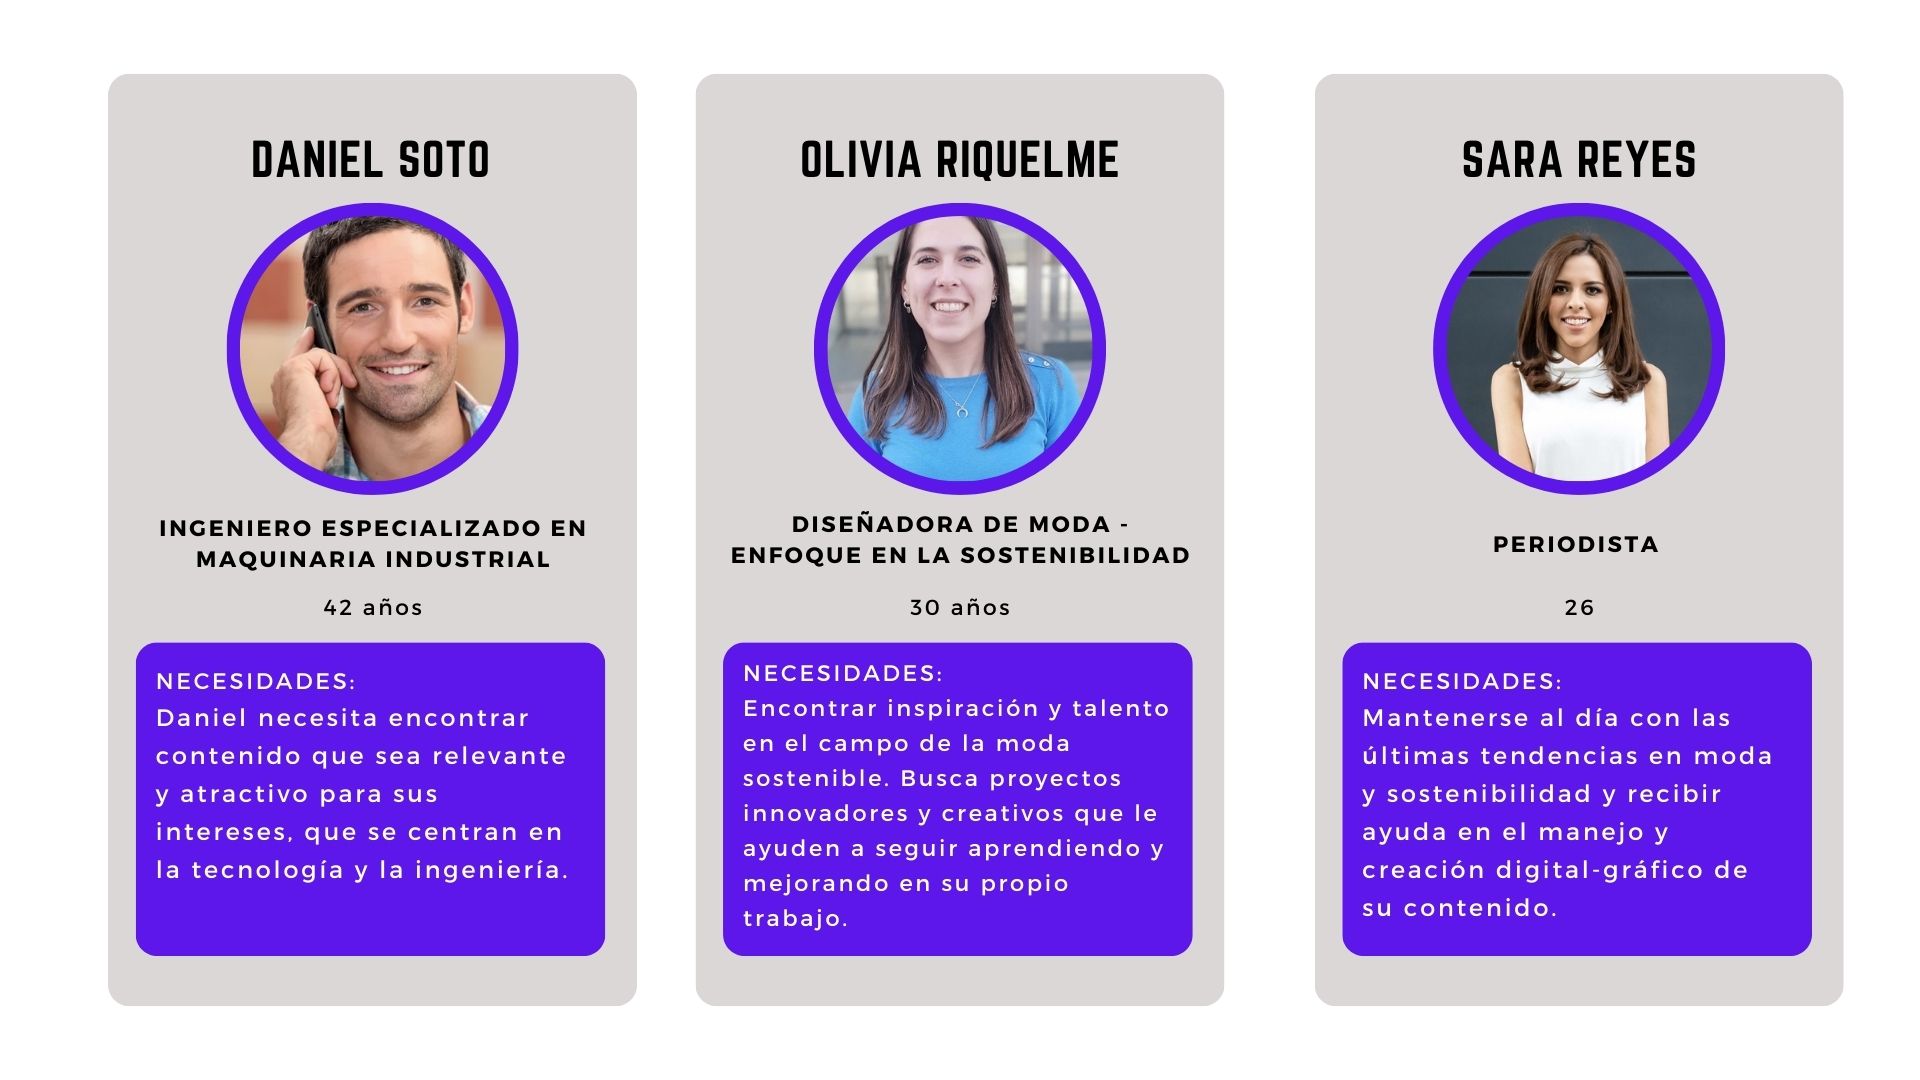 DANIEL SOTO
INGENIERO ESPECIALIZADO EN
MAQUINARIA INDUSTRIAL
42 años
NECESIDADES:
Daniel necesita encontrar
contenido que sea relevante
y atractivo para sus
intereses, que se centran en
la tecnología y la ingeniería.
OLIVIA RIQUELME
DISEÑADORA DE MODA -
ENFOQUE EN LA SOSTENIBILIDAD
30 años
NECESIDADES:
Encontrar inspiración y talento
en el campo de la moda
sostenible. Busca proyectos
innovadores y creativos que le
ayuden a seguir aprendiendo y
mejorando en su propio
trabajo.
SARA REYES
PERIODISTA
26
NECESIDADES:
Mantenerse al día con las
últimas tendencias en moda
y sostenibilidad y recibir
ayuda en el manejo y
creación digital-gráfico de
su contenido.